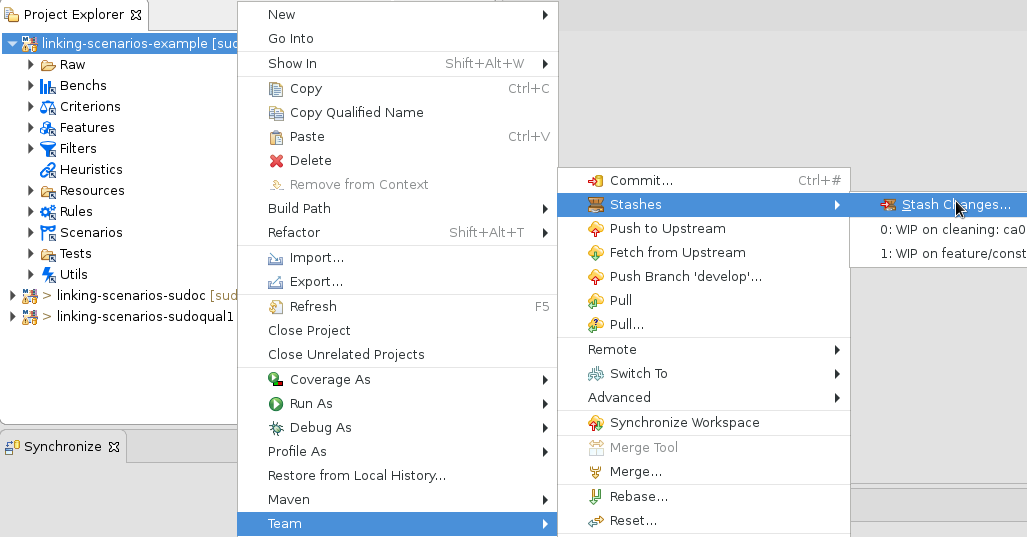 Project Explorer
linking-scenarios-example [sud
Raw
Benchs
Criterions
Features
Filters
Heuristics
Resources
Rules
Scenarios
Tests
Utils
> linking-scenarios-sudoc [sud
> linking-scenarios-sudoqual1
Synchronize
New
Go Into
Show In Shift+Alt+W
Copy Ctrl+C
Copy Qualified Name
Paste Ctrl+V
Delete
Remove from Context
Build Path
Refactor Shift+Alt+T
Import...
Export...
Refresh F5
Close Project
Close Unrelated Projects
Coverage As
Run As
Debug As
Profile As
Restore from Local History...
Maven
Team
Commit... Ctrl+#
Stashes
Push to Upstream
Fetch from Upstream
Push Branch 'develop'...
Pull
Pull...
Remote
Switch To
Advanced
Synchronize Workspace
Merge Tool
Merge...
Rebase...
Reset...
Stash Changes...
0: WIP on cleaning: ca0
1: WIP on feature/const